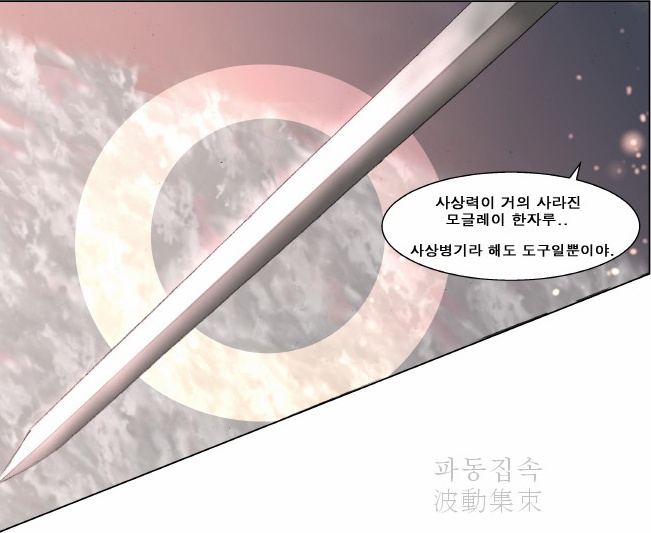 사상력이 거의 사라진
모글레이 한자루..
사상병기라 해도 도구일뿐이야.
파동집속
波動集束